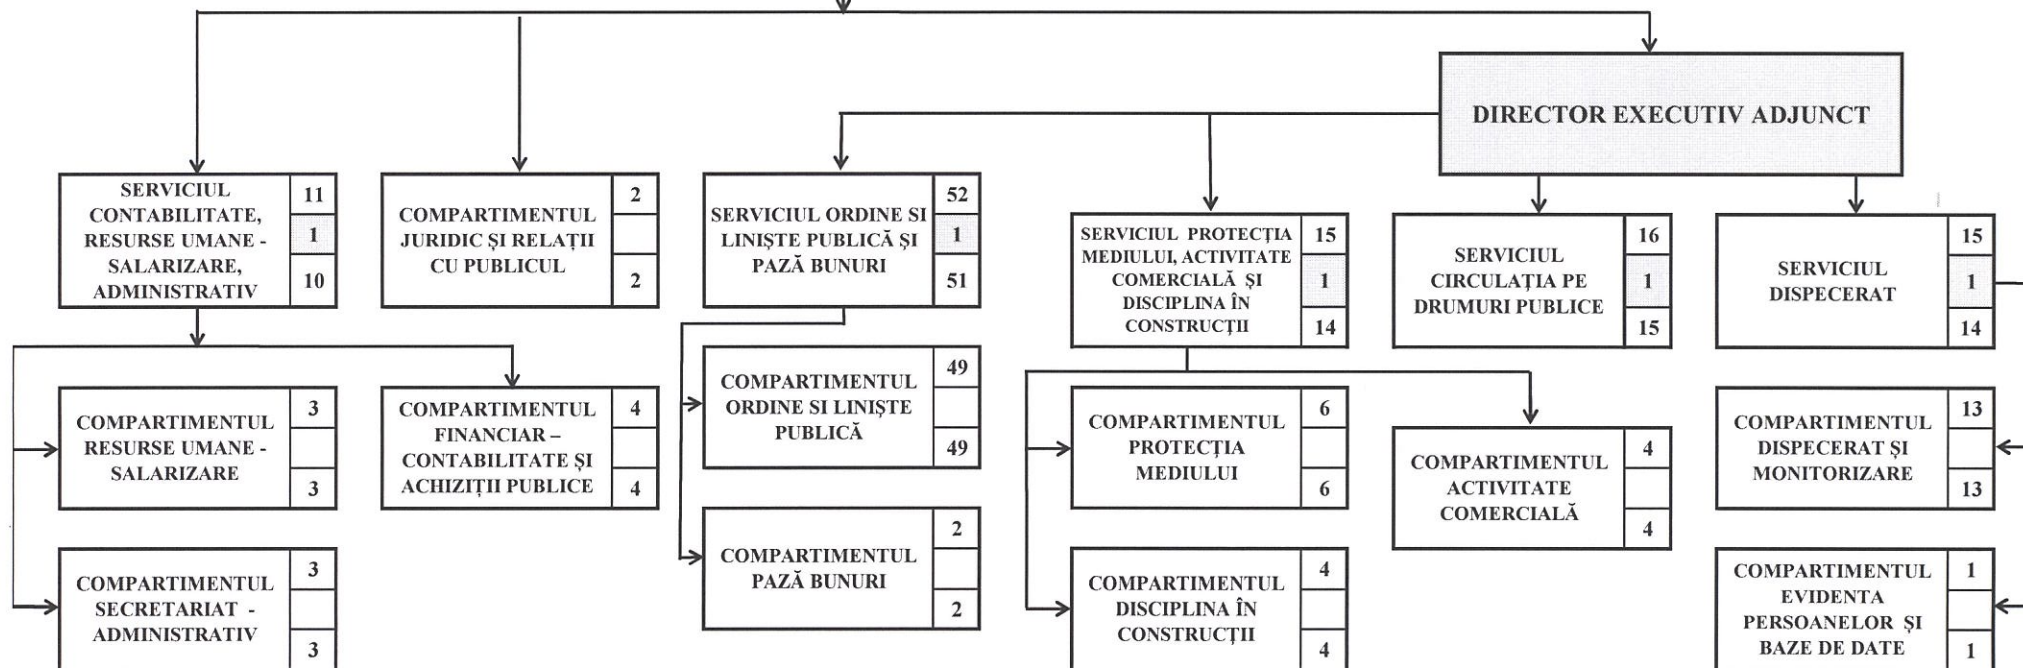 DIRECTOR EXECUTIV ADJUNCT
SERVICIUL
CONTABILITATE,
RESURSE UMANE -
SALARIZARE,
ADMINISTRATIV
11
1
10
COMPARTIMENTUL
JURIDIC ȘI RELAȚII
CU PUBLICUL
2
2
SERVICIUL ORDINE SI
LINIȘTE PUBLICĂ ȘI
PAZĂ BUNURI
52
1
51
SERVICIUL PROTECȚIA
MEDIULUI, ACTIVITATE
COMERCIALĂ ȘI
DISCIPLINA ÎN
CONSTRUCȚII
15
1
14
SERVICIUL
CIRCULAȚIA PE
DRUMURI PUBLICE
16
1
15
SERVICIUL
DISPECERAT
15
1
14
COMPARTIMENTUL
RESURSE UMANE -
SALARIZARE
3
3
COMPARTIMENTUL
FINANCIAR –
CONTABILITATE ȘI
ACHIZIȚII PUBLICE
4
4
COMPARTIMENTUL
ORDINE SI LINIȘTE
PUBLICĂ
49
49
COMPARTIMENTUL
PROTECȚIA
MEDIULUI
6
6
COMPARTIMENTUL
ACTIVITATE
COMERCIALĂ
4
4
COMPARTIMENTUL
DISPECERAT ȘI
MONITORIZARE
13
13
COMPARTIMENTUL
SECRETARIAT -
ADMINISTRATIV
3
3
COMPARTIMENTUL
PAZĂ BUNURI
2
2
COMPARTIMENTUL
DISCIPLINA ÎN
CONSTRUCȚII
4
4
COMPARTIMENTUL
EVIDENTA
PERSOANELOR ȘI
BAZE DE DATE
1
1